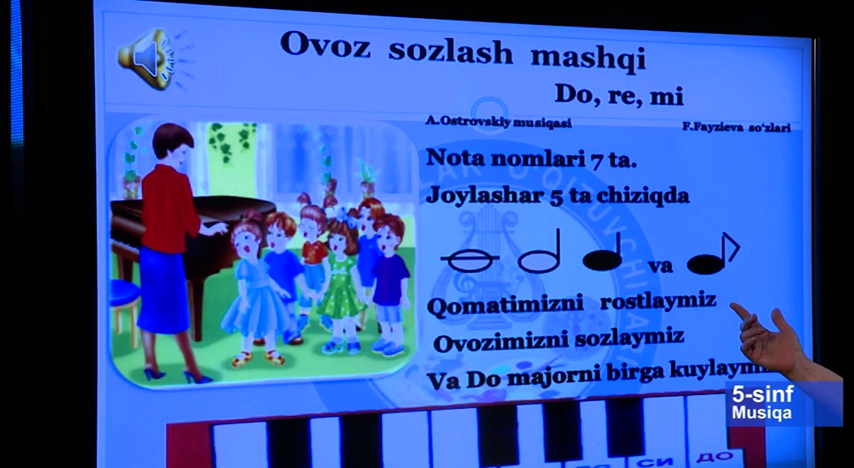 Ovoz sozlash mashqi
Do, re, mi
A.Ostrovskiy musiqasi F.Fayzieva so'zlari
Nota nomlari 7 ta.
Joylashar 5 ta chiziqda
va
Qomatimizni rostlaymiz
Ovozimizni sozlaymiz
Va Do majorni birga
5-sinf
Musiqa
си до